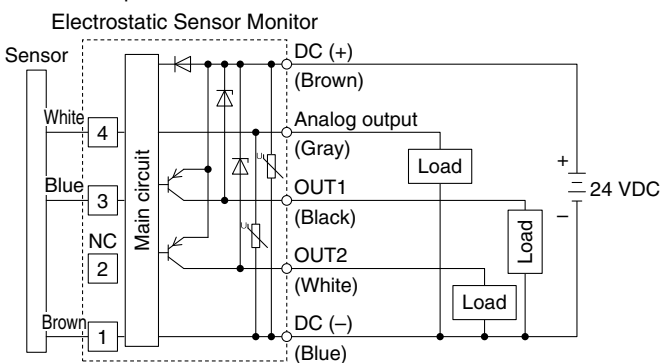 Electrostatic Sensor Monitor
Sensor
DC (+)
(Brown)
White
4
Analog output
(Gray)
Load
Main circuit
U
+
24 VDC
–
Blue
3
OUT1
(Black)
Load
NC
2
U
OUT2
(White)
Load
Brown
1
DC (–)
(Blue)